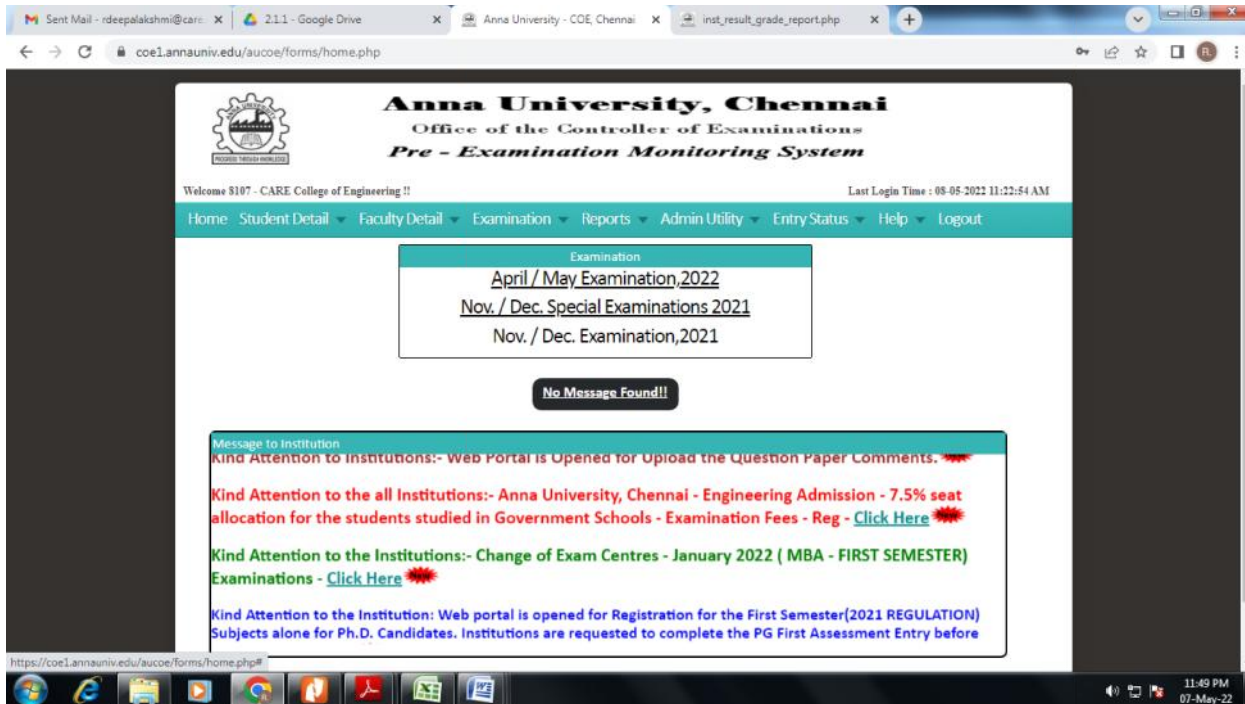 Sent Mail - rdeepalakshmi@care
2.1.1 - Google Drive
Anna University - COE, Chennai
inst_result_grade_report.php
coe1.annauniv.edu/aucoe/forms/home.php
R
PROGRESS THROUGH KNOWLEDGE
Anna University, Chennai
Office of the Controller of Examinations
Pre - Examination Monitoring System
Welcome 8107 - CARE College of Engineering !!
Last Login Time : 08-05-2022 11:22:54 AM
Home Student Detail Faculty Detail Examination Reports Admin Utility Entry Status Help Logout
Examination
April / May Examination,2022
Nov. / Dec. Special Examinations 2021
Nov. / Dec. Examination,2021
No Message Found!!
Message to Institution
Kind Attention to Institutions:- Web Portal is Opened for Upload the Question Paper Comments.
Kind Attention to the all Institutions:- Anna University, Chennai - Engineering Admission - 7.5% seat
allocation for the students studied in Government Schools - Examination Fees - Reg - Click Here New
Kind Attention to the Institutions:- Change of Exam Centres - January 2022 ( MBA - FIRST SEMESTER)
Examinations - Click Here New
Kind Attention to the Institution: Web portal is opened for Registration for the First Semester(2021 REGULATION)
Subjects alone for Ph.D. Candidates. Institutions are requested to complete the PG First Assessment Entry before
https://coe1.annauniv.edu/aucoe/forms/home.php#
11:49 PM
07-May-22